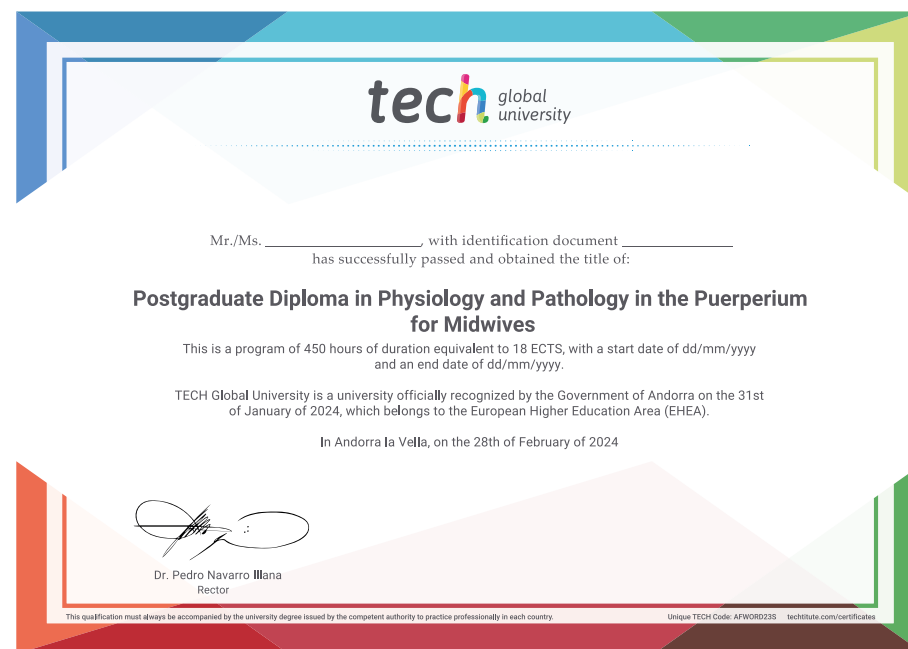 tech global
university
Mr./Ms. ____________________, with identification document ______________
has successfully passed and obtained the title of:
Postgraduate Diploma in Physiology and Pathology in the Puerperium
for Midwives
This is a program of 450 hours of duration equivalent to 18 ECTS, with a start date of dd/mm/yyyy
and an end date of dd/mm/yyyy.
TECH Global University is a university officially recognized by the Government of Andorra on the 31st
of January of 2024, which belongs to the European Higher Education Area (EHEA).
In Andorra la Vella, on the 28th of February of 2024
Dr. Pedro Navarro Illana
Rector
This qualification must always be accompanied by the university degree issued by the competent authority to practice professionally in each country.
Unique TECH Code: AFWORD23S techtitute.com/certificates